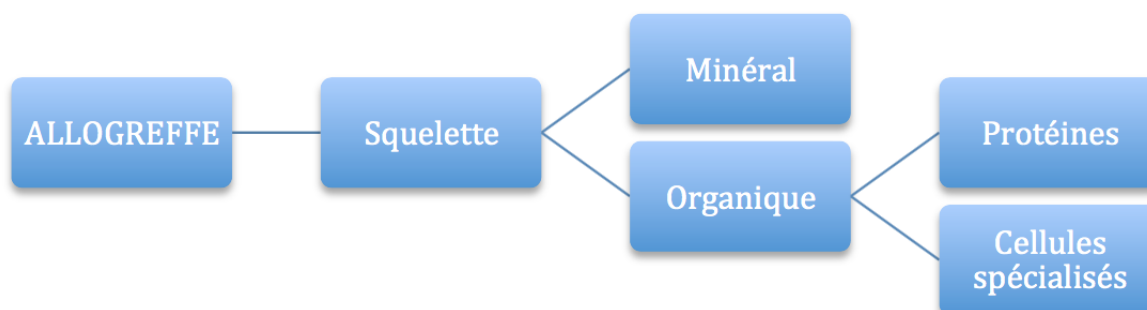 ALLOGREFFE
Squelette
Minéral
Organique
Protéines
Cellules
spécialisés